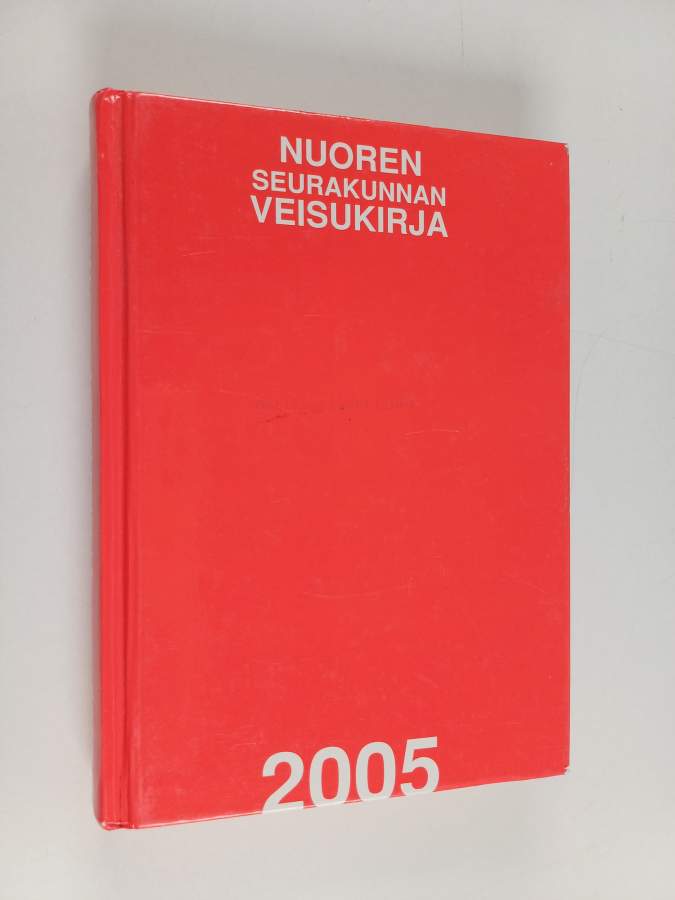 NUOREN
SEURAKUNNAN
VEISUKIRJA
2005